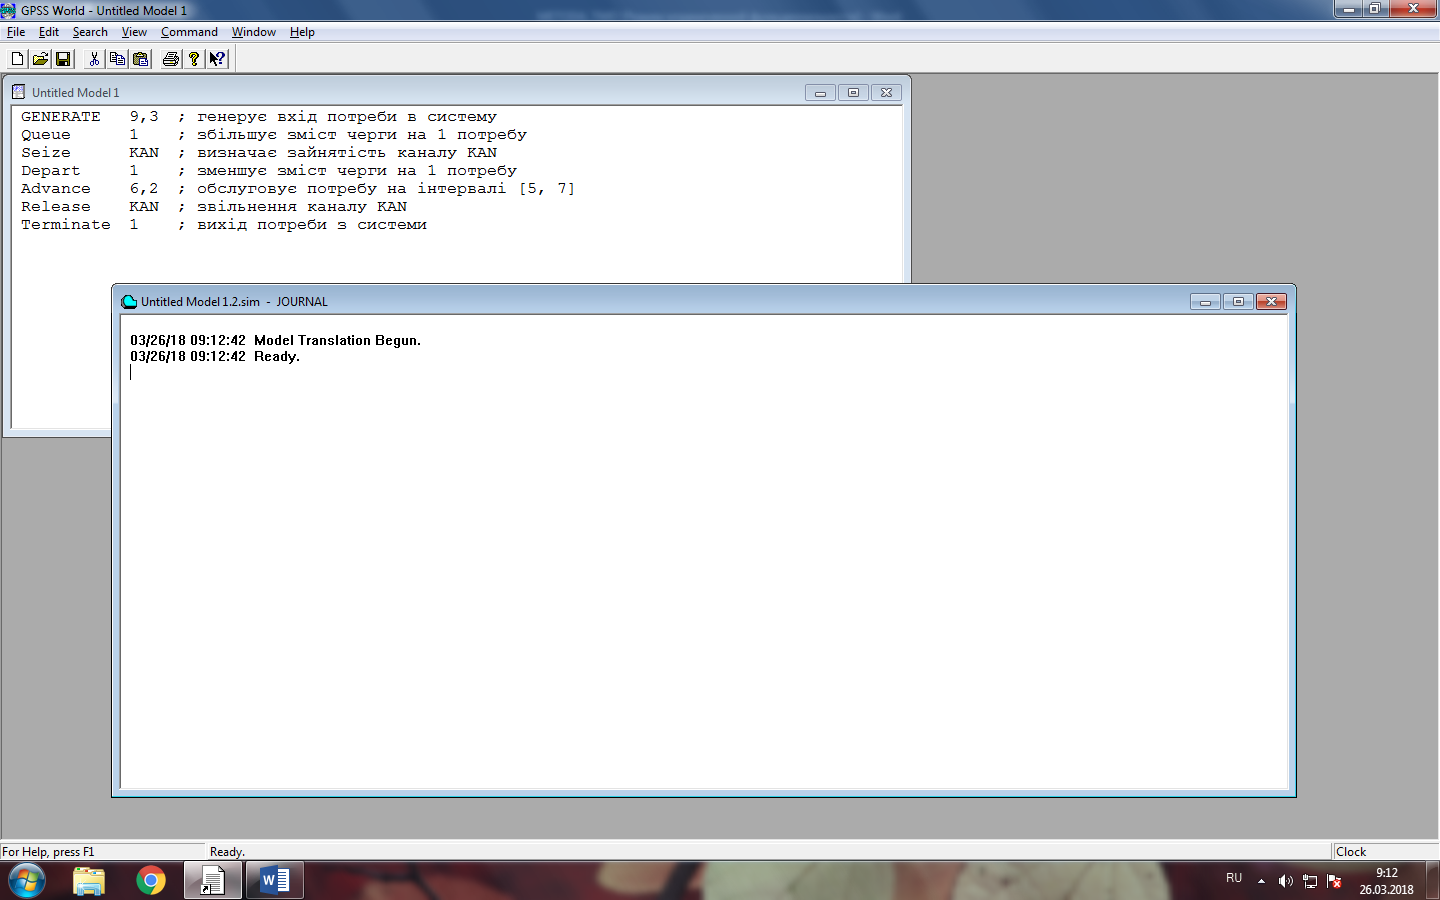 GPSS World - Untitled Model 1
File Edit Search View Command Window Help
Untitled Model 1
GENERATE 9,3 ; генерує вхід потреби в систему
Queue 1 ; збільшує зміст черги на 1 потребу
Seize KAN ; визначає зайнятість каналу KAN
Depart 1 ; зменшує зміст черги на 1 потребу
Advance 6,2 ; обслуговує потребу на інтервалі [5, 7]
Release KAN ; звільнення каналу KAN
Terminate 1 ; вихід потреби з системи
Untitled Model 1.2.sim - JOURNAL
03/26/18 09:12:42 Model Translation Begun.
03/26/18 09:12:42 Ready.
For Help, press F1 Ready. Clock
RU 9:12
26.03.2018